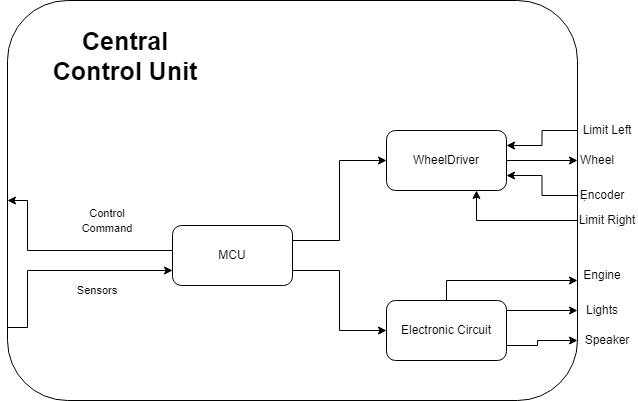 Central
Control Unit
Limit Left
WheelDriver
Wheel
Encoder
Control
Command
Limit Right
MCU
Sensors
Engine
Lights
Electronic Circuit
Speaker